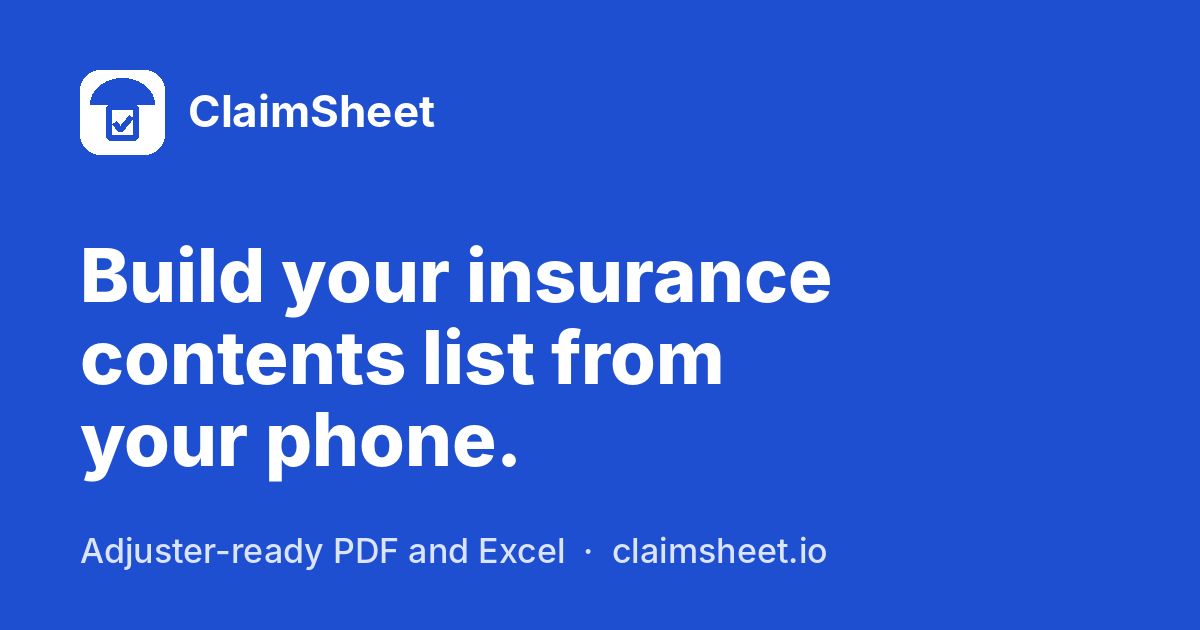 ClaimSheet
Build your insurance
contents list from
your phone.
Adjuster-ready PDF and Excel · claimsheet.io